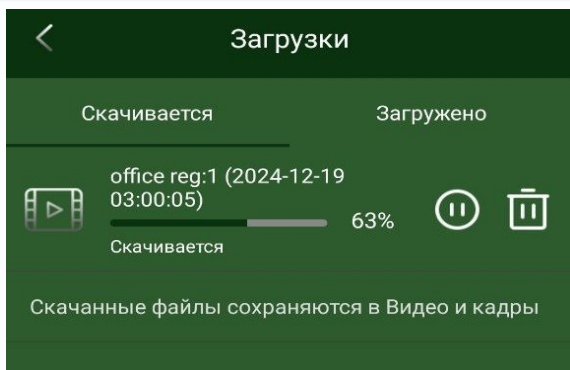 Загрузки
Скачивается
Загружено
office reg:1 (2024-12-19
03:00:05)
63%
Скачивается
Скачанные файлы сохраняются в Видео и кадры